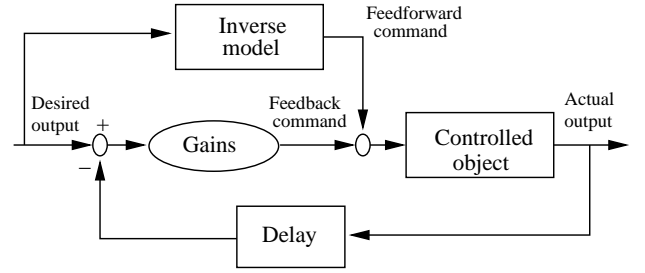 Inverse
model
Feedforward
command
Desired
output
+
−
Gains
Feedback
command
Controlled
object
Actual
output
Delay